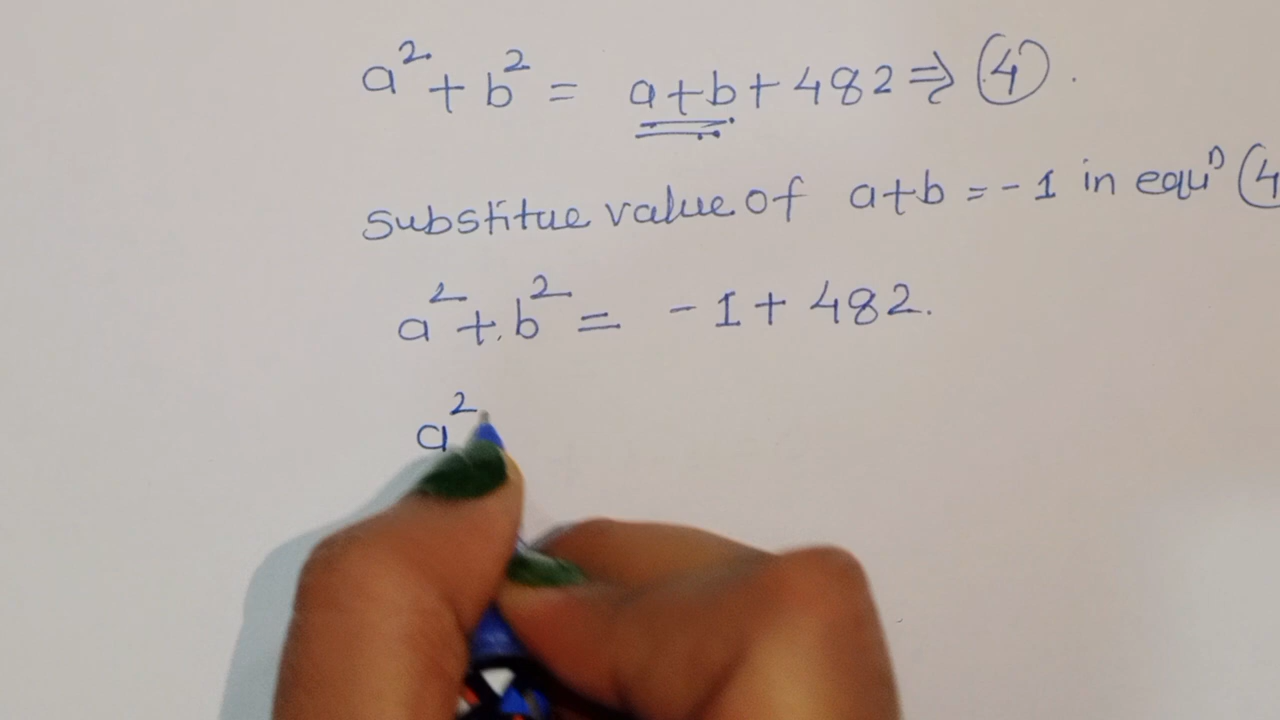 a² + b² = a+b + 482 ⇒ ④.
substitue value of a+b = -1 in equⁿ (4
a² + b² = -1 + 482.
a²